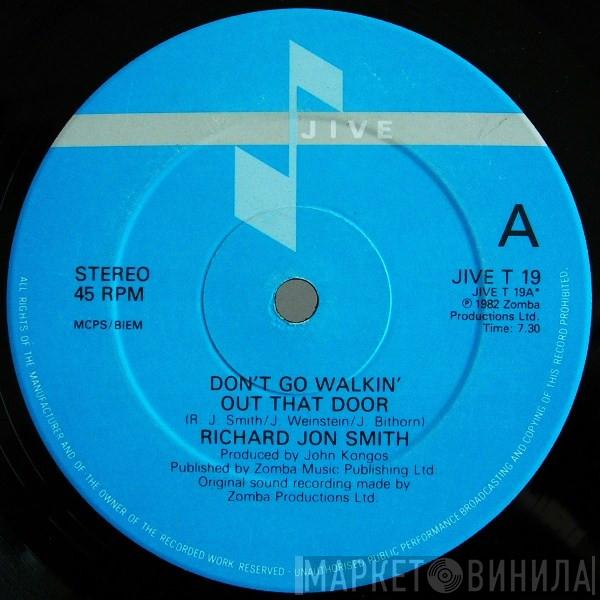 JIVE
A
STEREO
45 RPM
MCPS/BIEM
JIVE T 19
JIVE T 19A*
℗ 1982 Zomba
Productions Ltd.
Time: 7.30
DON'T GO WALKIN'
OUT THAT DOOR
(R. J. Smith/J. Weinstein/J. Bithorn)
RICHARD JON SMITH
Produced by John Kongos
Published by Zomba Music Publishing Ltd.
Original sound recording made by
Zomba Productions Ltd.
ALL RIGHTS OF THE MANUFACTURER AND OF THE OWNER OF THE RECORDED WORK RESERVED - UNAUTHORISED PUBLIC PERFORMANCE, BROADCASTING AND COPYING OF THIS RECORD PROHIBITED.
МАРКЕТ ВИНИЛА